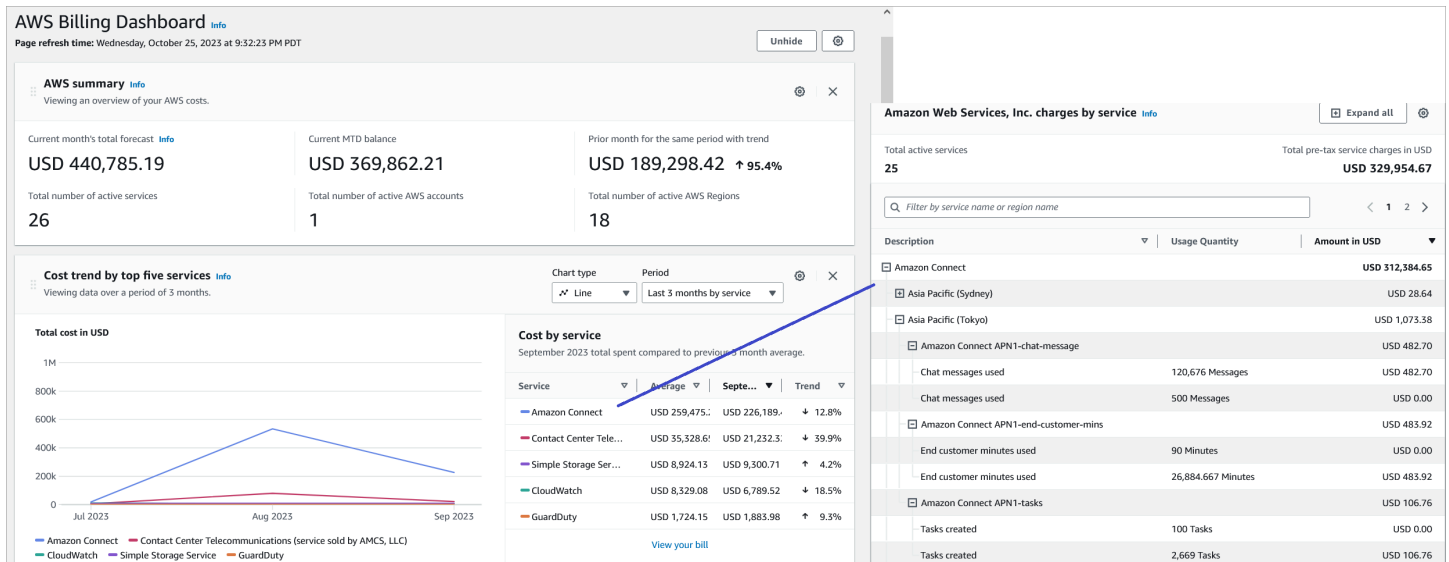 AWS Billing Dashboard Info
Page refresh time: Wednesday, October 25, 2023 at 9:32:23 PM PDT
Unhide
AWS summary Info
Viewing an overview of your AWS costs.
Current month's total forecast Info
USD 440,785.19
Current MTD balance
USD 369,862.21
Prior month for the same period with trend
USD 189,298.42 ↑ 95.4%
Total number of active services
26
Total number of active AWS accounts
1
Total number of active AWS Regions
18
Cost trend by top five services Info
Viewing data over a period of 3 months.
Chart type
Line
Period
Last 3 months by service
Total cost in USD
1M
800k
600k
400k
200k
0
Jul 2023 Aug 2023 Sep 2023
Amazon Connect Contact Center Telecommunications (service sold by AMCS, LLC)
CloudWatch Simple Storage Service GuardDuty
Cost by service
September 2023 total spent compared to previous 3 month average.
Service Average Septe... Trend
Amazon Connect USD 259,475. USD 226,189. ↓ 12.8%
Contact Center Tele... USD 35,328.6 USD 21,232.3 ↓ 39.9%
Simple Storage Ser... USD 8,924.13 USD 9,300.71 ↑ 4.2%
CloudWatch USD 8,329.08 USD 6,789.52 ↓ 18.5%
GuardDuty USD 1,724.15 USD 1,883.98 ↑ 9.3%
View your bill
Amazon Web Services, Inc. charges by service Info
Expand all
Total active services
25
Total pre-tax service charges in USD
USD 329,954.67
Filter by service name or region name
1 2
Description Usage Quantity Amount in USD
Amazon Connect USD 312,384.65
Asia Pacific (Sydney) USD 28.64
Asia Pacific (Tokyo) USD 1,073.38
Amazon Connect APN1-chat-message USD 482.70
Chat messages used 120,676 Messages USD 482.70
Chat messages used 500 Messages USD 0.00
Amazon Connect APN1-end-customer-mins USD 483.92
End customer minutes used 90 Minutes USD 0.00
End customer minutes used 26,884.667 Minutes USD 483.92
Amazon Connect APN1-tasks USD 106.76
Tasks created 100 Tasks USD 0.00
Tasks created 2,669 Tasks USD 106.76